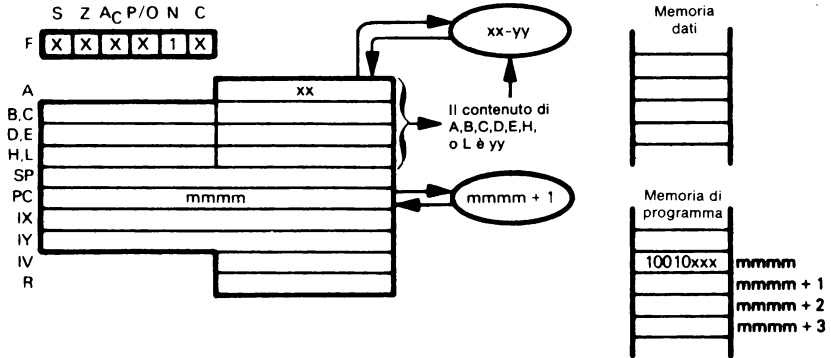 S Z AC P/O N C
F X X X X 1 X
A xx
B,C
D,E
H,L
SP
PC mmmm
IX
IY
IV
R
xx-yy
Il contenuto di
A,B,C,D,E,H,
o L è yy
mmmm + 1
Memoria
dati
Memoria di
programma
10010xxx mmmm
mmmm + 1
mmmm + 2
mmmm + 3